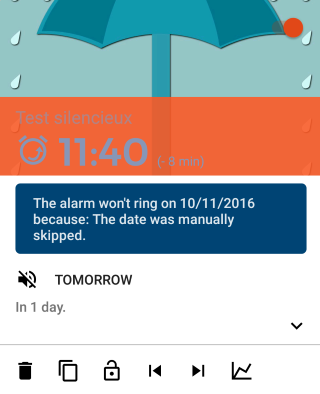 Test silencieux
11:40 (- 8 min)
The alarm won't ring on 10/11/2016
because: The date was manually
skipped.
TOMORROW
In 1 day.